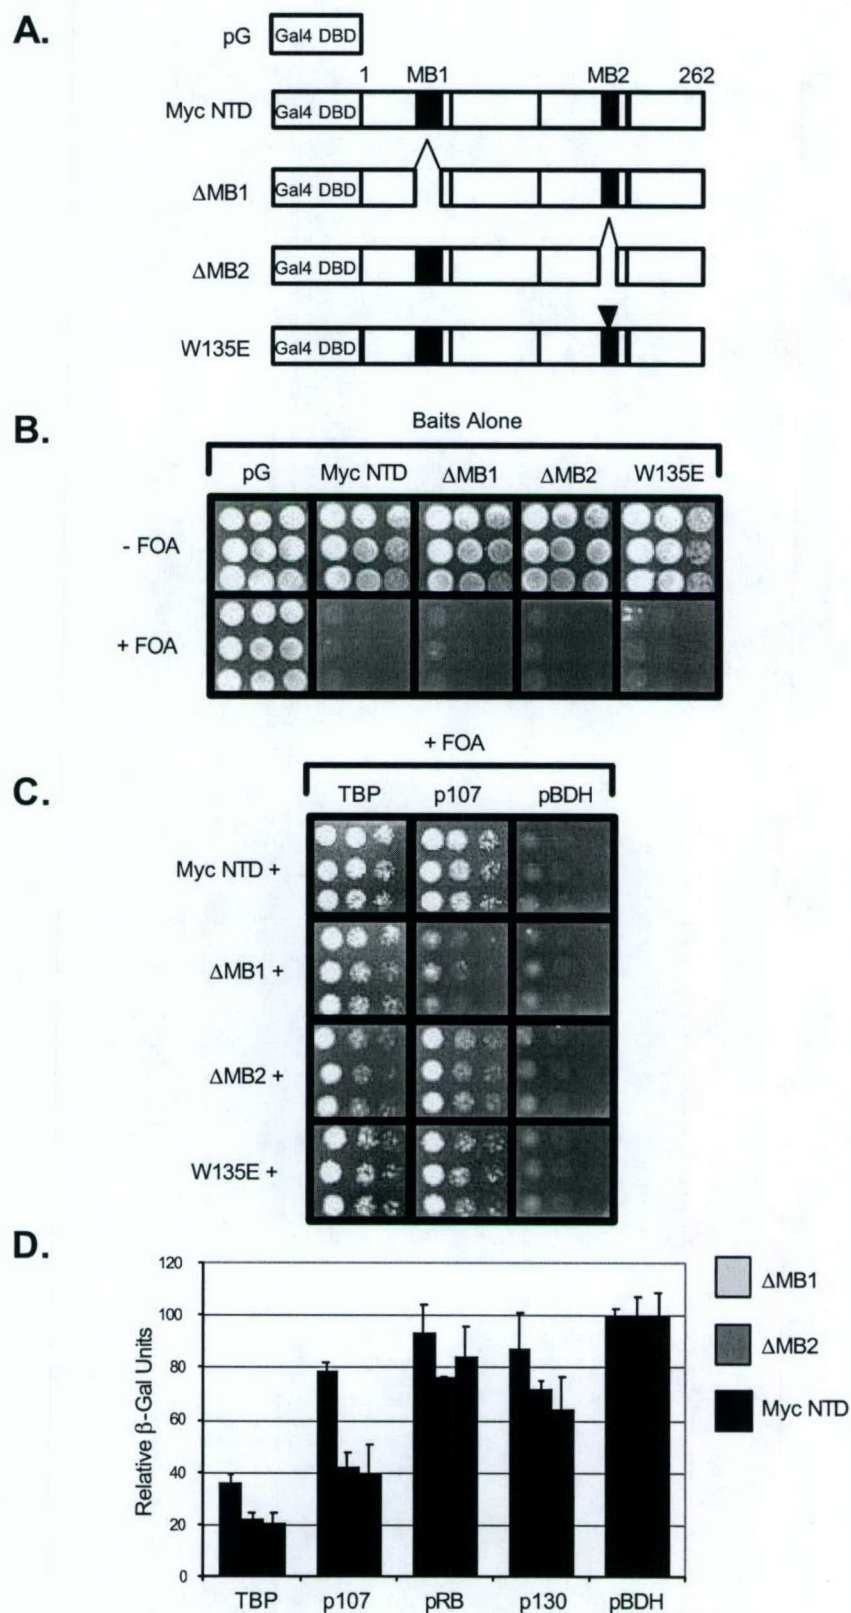 A.
pG
Gal4 DBD
1 MB1 MB2 262
Myc NTD
Gal4 DBD
ΔMB1
Gal4 DBD
ΔMB2
Gal4 DBD
W135E
Gal4 DBD
B.
Baits Alone
pG Myc NTD ΔMB1 ΔMB2 W135E
- FOA
+ FOA
+ FOA
C.
TBP p107 pBDH
Myc NTD +
ΔMB1 +
ΔMB2 +
W135E +
D.
Relative β-Gal Units
120
100
80
60
40
20
0
TBP p107 pRB p130 pBDH
ΔMB1
ΔMB2
Myc NTD